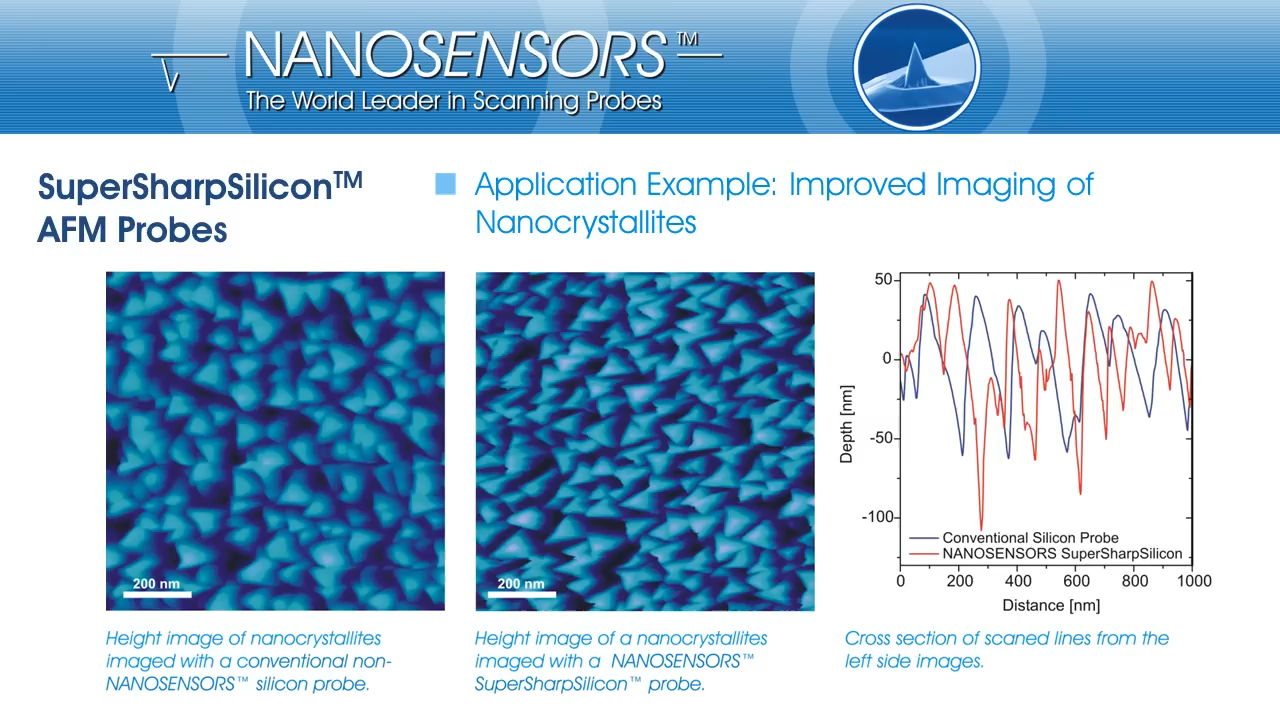 NANOSENSORS™
The World Leader in Scanning Probes
SuperSharpSilicon™
AFM Probes
Application Example: Improved Imaging of
Nanocrystallites
200 nm
Height image of nanocrystallites
imaged with a conventional non-
NANOSENSORS™ silicon probe.
200 nm
Height image of a nanocrystallites
imaged with a NANOSENSORS™
SuperSharpSilicon™ probe.
50
0
-50
-100
Depth [nm]
Conventional Silicon Probe
NANOSENSORS SuperSharpSilicon
0 200 400 600 800 1000
Distance [nm]
Cross section of scaned lines from the
left side images.